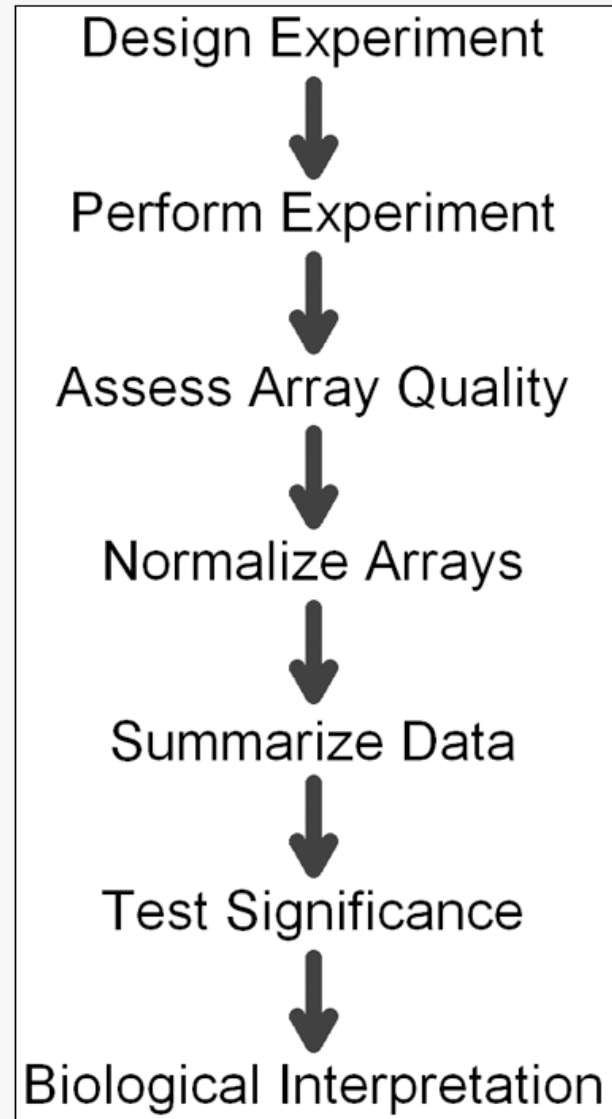 Design Experiment
Perform Experiment
Assess Array Quality
Normalize Arrays
Summarize Data
Test Significance
Biological Interpretation